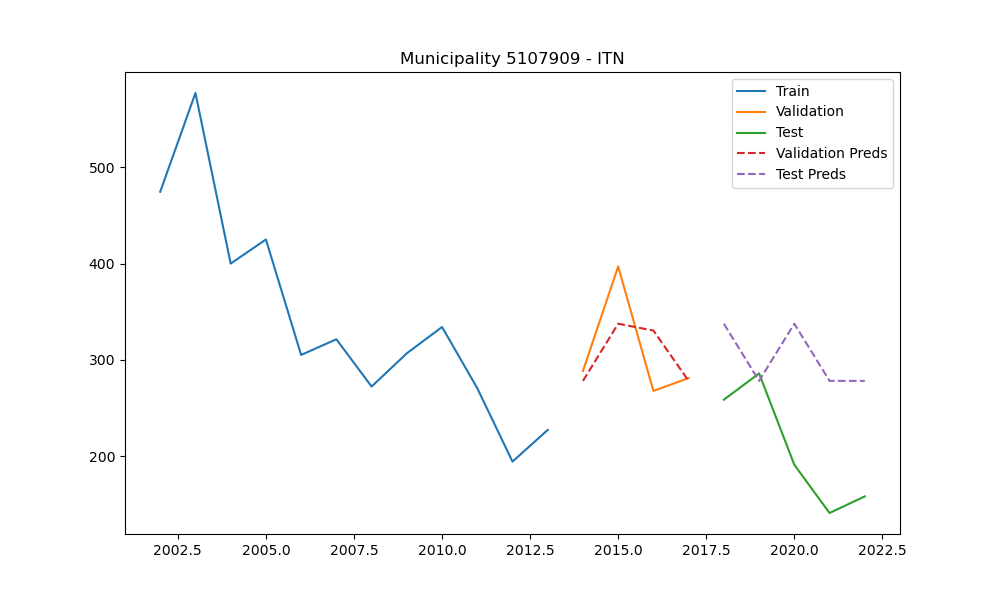 Municipality 5107909 - ITN
Train
Validation
Test
Validation Preds
Test Preds
500
400
300
200
2002.5 2005.0 2007.5 2010.0 2012.5 2015.0 2017.5 2020.0 2022.5